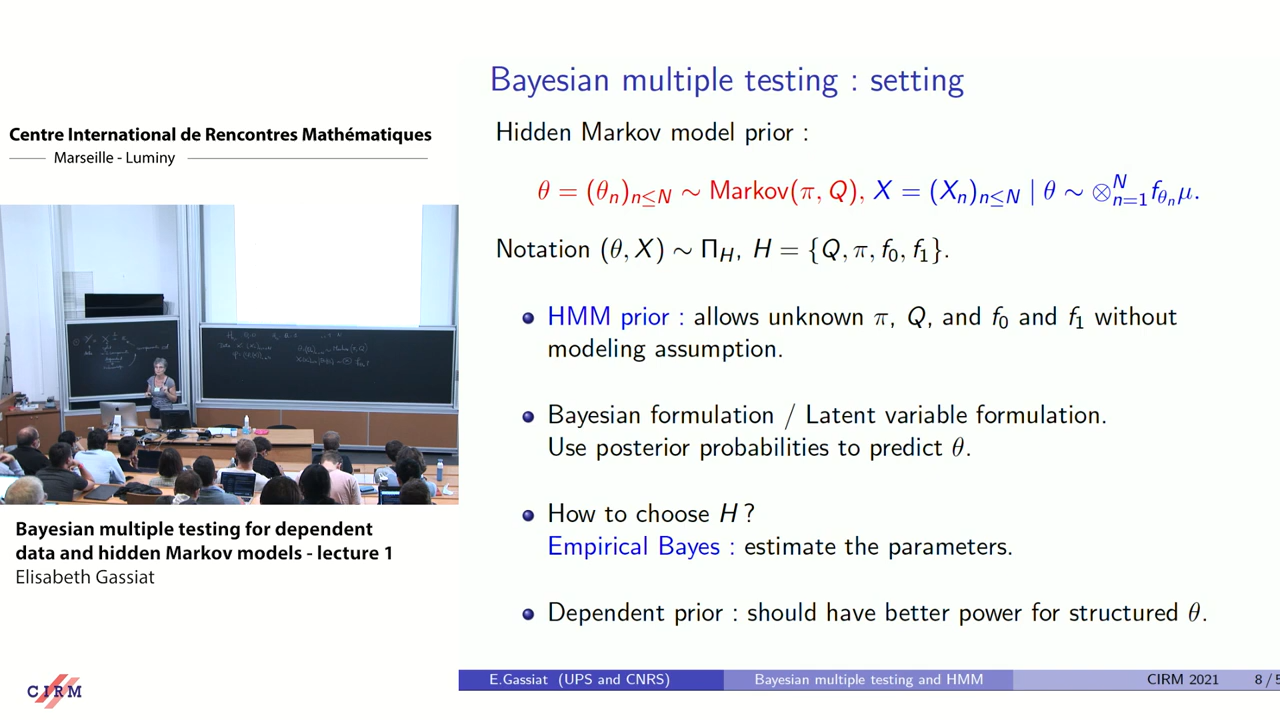 Centre International de Rencontres Mathématiques
Marseille - Luminy
Bayesian multiple testing for dependent
data and hidden Markov models - lecture 1
Elisabeth Gassiat
CIRM
Bayesian multiple testing : setting
Hidden Markov model prior :
θ = (θₙ)ₙ≤N ∼ Markov(π, Q), X = (Xₙ)ₙ≤N | θ ∼ ⊗ᴺₙ₌₁ f_θₙ μ.
Notation (θ, X) ∼ Π_H, H = {Q, π, f₀, f₁}.
HMM prior : allows unknown π, Q, and f₀ and f₁ without
modeling assumption.
Bayesian formulation / Latent variable formulation.
Use posterior probabilities to predict θ.
How to choose H ?
Empirical Bayes : estimate the parameters.
Dependent prior : should have better power for structured θ.
E.Gassiat (UPS and CNRS) Bayesian multiple testing and HMM CIRM 2021 8 / 5